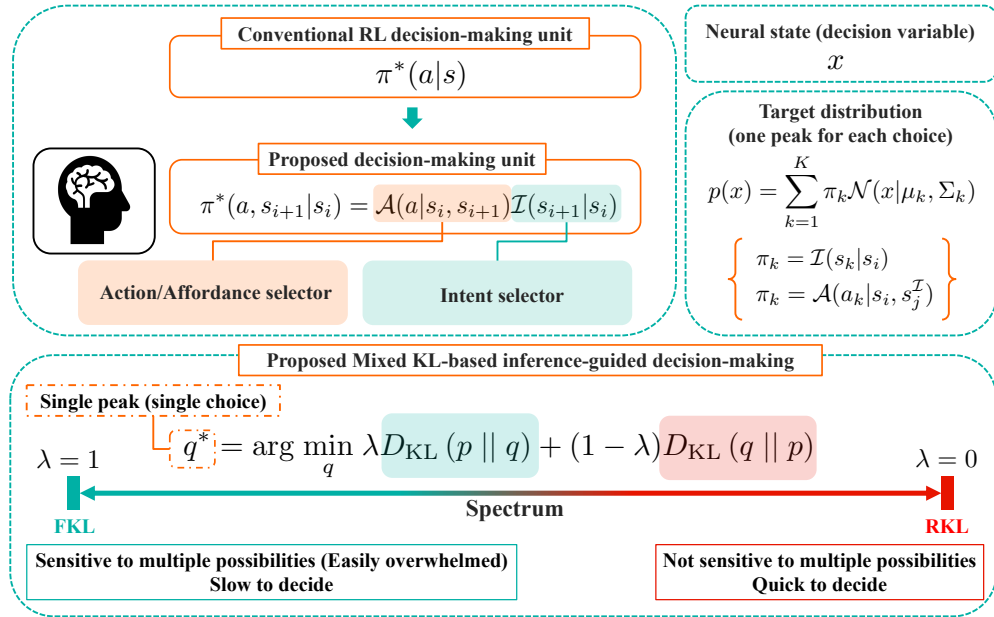 Conventional RL decision-making unit
π*(a|s)
Proposed decision-making unit
π*(a, s_{i+1}|s_i) = 𝒜(a|s_i, s_{i+1})ℐ(s_{i+1}|s_i)
Action/Affordance selector
Intent selector
Neural state (decision variable)
x
Target distribution
(one peak for each choice)
p(x) = ∑_{k=1}^{K} π_k 𝒩(x|μ_k, Σ_k)
π_k = ℐ(s_k|s_i)
π_k = 𝒜(a_k|s_i, s_j^ℐ)
Proposed Mixed KL-based inference-guided decision-making
Single peak (single choice)
q* = arg min_q λD_KL (p || q) + (1 − λ)D_KL (q || p)
λ = 1
λ = 0
Spectrum
FKL
RKL
Sensitive to multiple possibilities (Easily overwhelmed)
Slow to decide
Not sensitive to multiple possibilities
Quick to decide